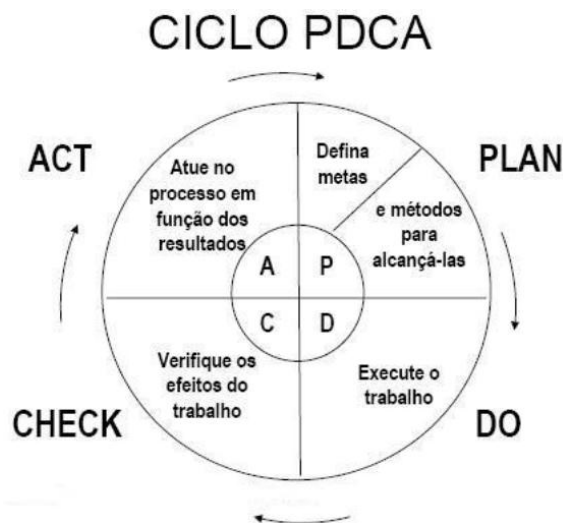 CICLO PDCA
ACT
Atue no
processo em
função dos
resultados
Defina
metas
PLAN
e métodos
para
alcançá-las
A
P
C
D
Verifique os
efeitos do
trabalho
Execute o
trabalho
CHECK
DO